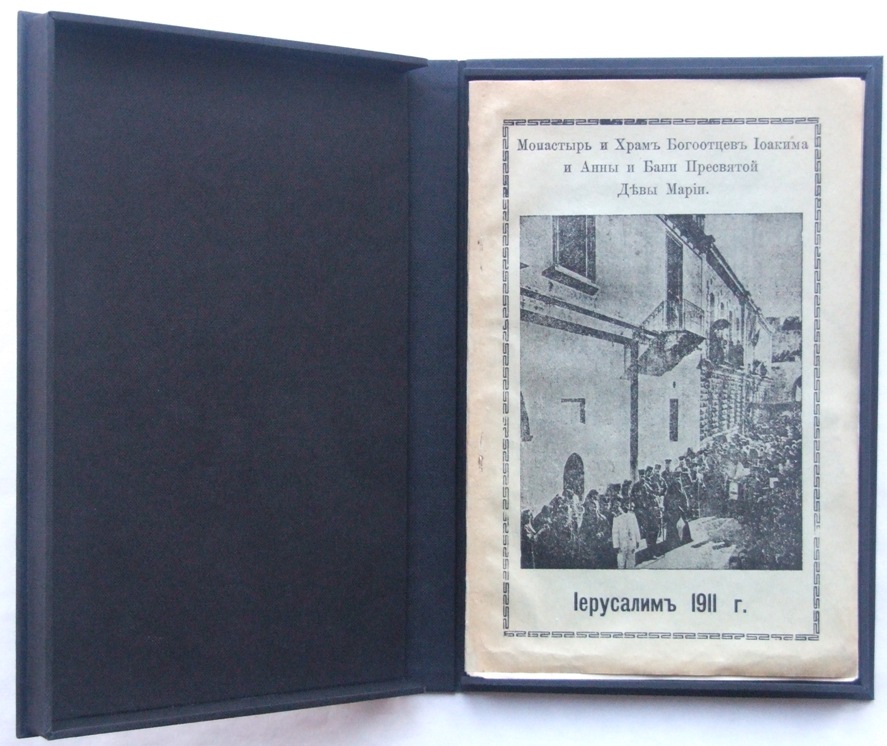 Монастырь и Храмъ Богоотцевъ Іоакима
и Анны и Бани Пресвятой
Дѣвы Маріи.
Іерусалимъ 1911 г.